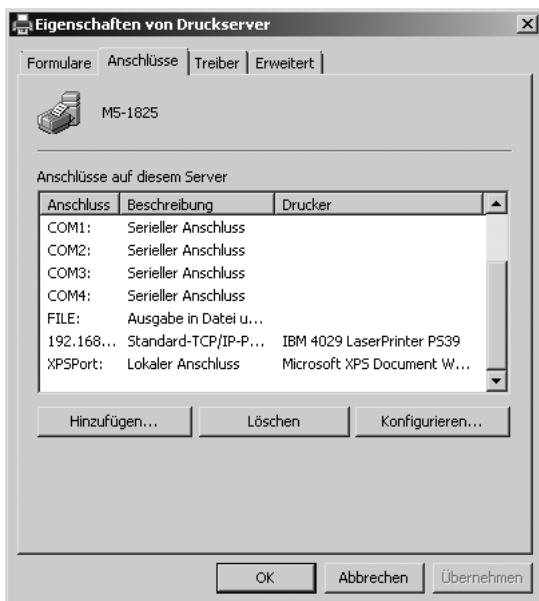 Eigenschaften von Druckserver
Formulare Anschlüsse Treiber Erweitert
M5-1825
Anschlüsse auf diesem Server
Anschluss Beschreibung Drucker
COM1: Serieller Anschluss
COM2: Serieller Anschluss
COM3: Serieller Anschluss
COM4: Serieller Anschluss
FILE: Ausgabe in Datei u...
192.168... Standard-TCP/IP-P... IBM 4029 LaserPrinter PS39
XPSPort: Lokaler Anschluss Microsoft XPS Document W...
Hinzufügen... Löschen Konfigurieren...
OK Abbrechen Übernehmen